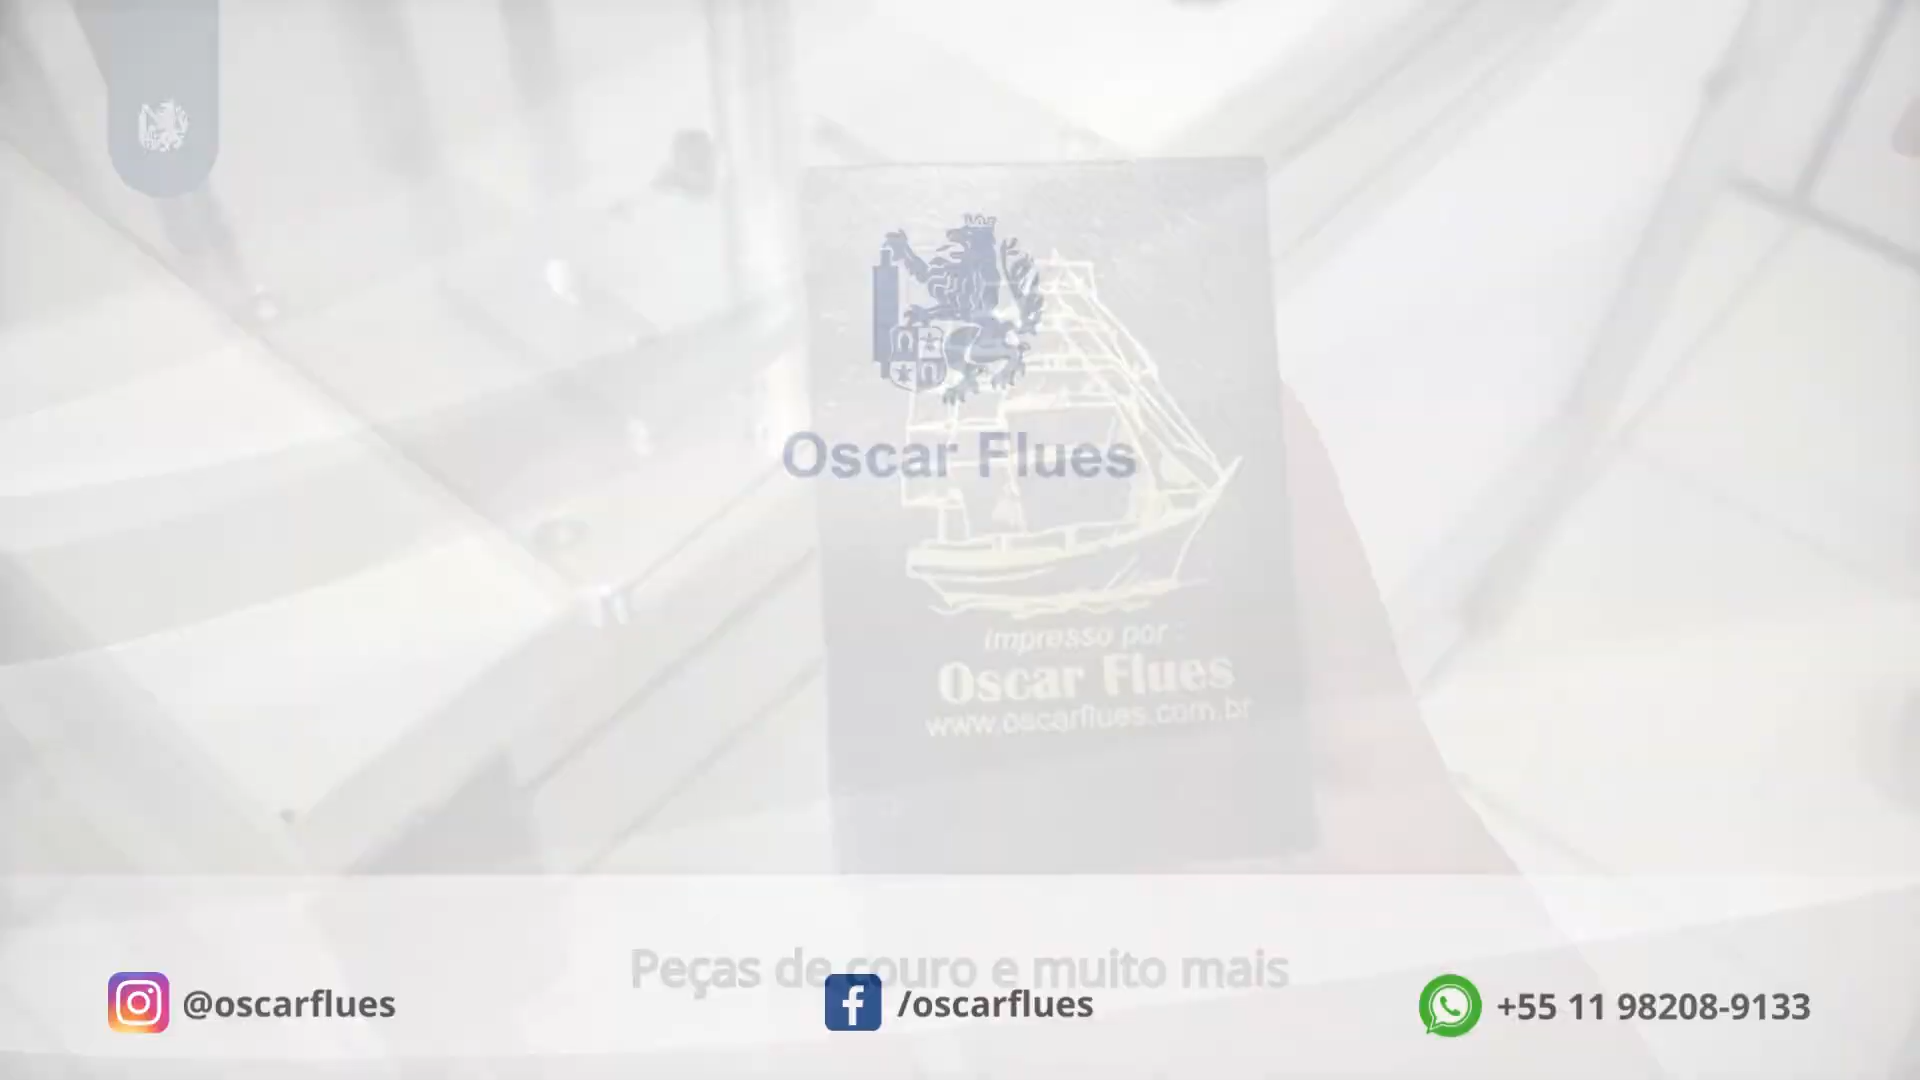 Oscar Flues
impresso por :
Oscar Flues
www.oscarflues.com.br
Peças de couro e muito mais
@oscarflues
/oscarflues
+55 11 98208-9133